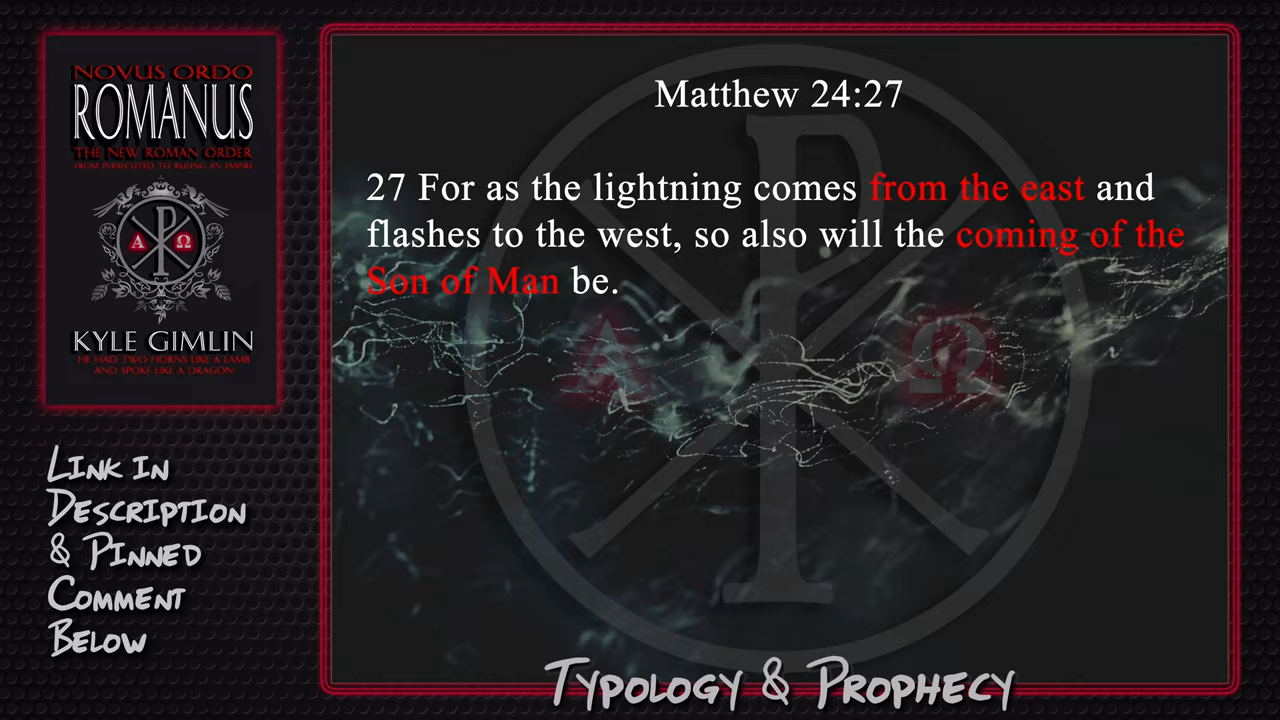 NOVUS ORDO
ROMANUS
THE NEW ROMAN ORDER
FROM PERSECUTED TO RULING AN EMPIRE
Α Ω
KYLE GIMLIN
HE HAD TWO HORNS LIKE A LAMB
AND SPOKE LIKE A DRAGON
LINK IN
DESCRIPTION
& PINNED
COMMENT
BELOW
Matthew 24:27
27 For as the lightning comes from the east and
flashes to the west, so also will the coming of the
Son of Man be.
Α Ω
TYPOLOGY & PROPHECY